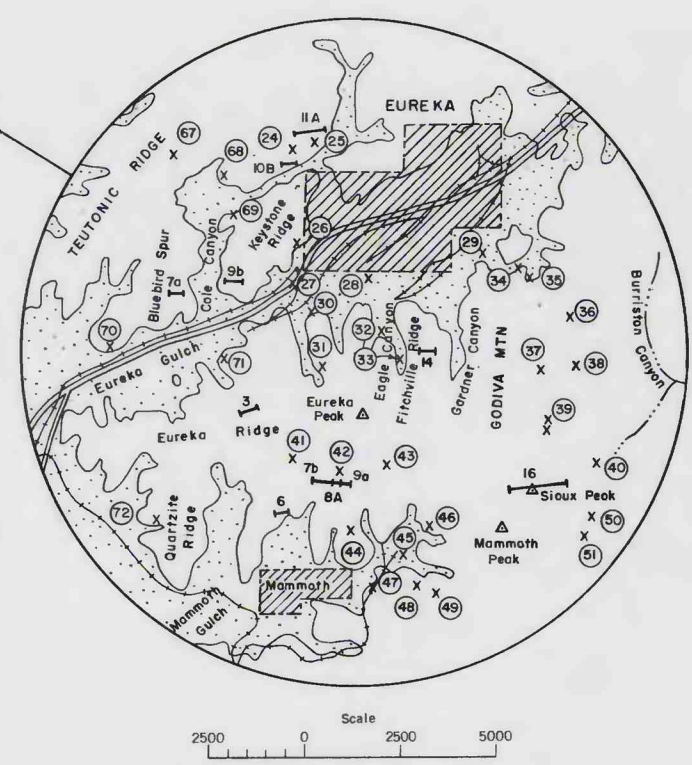 EUREKA
11A
67
24
25
68
10B
TEUTONIC RIDGE
69
Keystone
Ridge
26
Bluebird Spur
Cole Canyon
7a
9b
27
28
29
34
35
30
36
Burriston Canyon
70
Eureka Gulch
71
31
32
33
Eagle Canyon
Fitchville Ridge
14
Gardner Canyon
GODIVA MTN
37
38
3
Eureka
Peak
39
Eureka Ridge
41
42
43
7b
9a
8A
16
Sioux Peak
40
72
Quartzite
Ridge
6
44
45
46
Mammoth
Peak
50
51
Mammoth
47
48
49
Mammoth
Gulch
Scale
2500 0 2500 5000